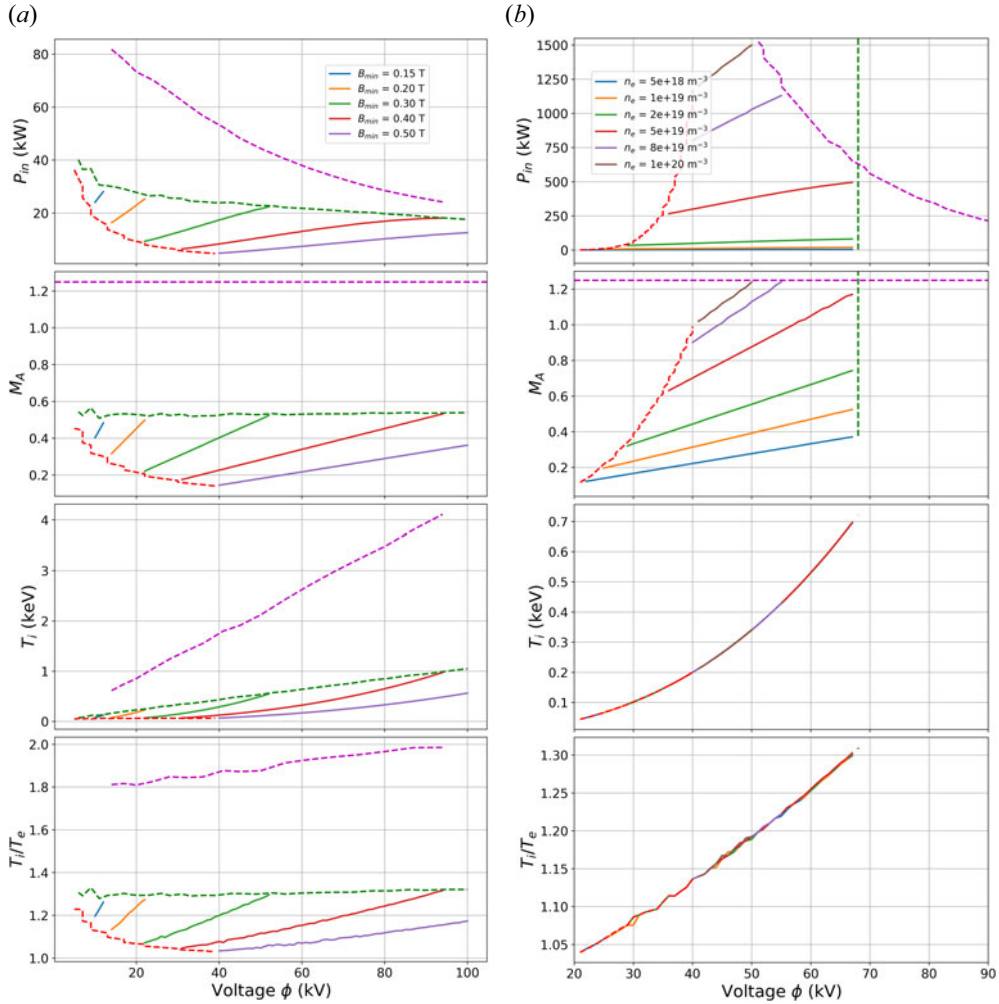 (a)
80
60
40
20
P_in (kW)
B_min = 0.15 T
B_min = 0.20 T
B_min = 0.30 T
B_min = 0.40 T
B_min = 0.50 T
1.2
1.0
0.8
0.6
0.4
0.2
M_A
4
3
2
1
0
T_i (keV)
2.0
1.8
1.6
1.4
1.2
1.0
T_i/T_e
20 40 60 80 100
Voltage ϕ (kV)
(b)
1500
1250
1000
750
500
250
0
P_in (kW)
n_e = 5e+18 m⁻³
n_e = 1e+19 m⁻³
n_e = 2e+19 m⁻³
n_e = 5e+19 m⁻³
n_e = 8e+19 m⁻³
n_e = 1e+20 m⁻³
1.2
1.0
0.8
0.6
0.4
0.2
M_A
0.7
0.6
0.5
0.4
0.3
0.2
0.1
T_i (keV)
1.30
1.25
1.20
1.15
1.10
1.05
T_i/T_e
20 30 40 50 60 70 80 90
Voltage ϕ (kV)